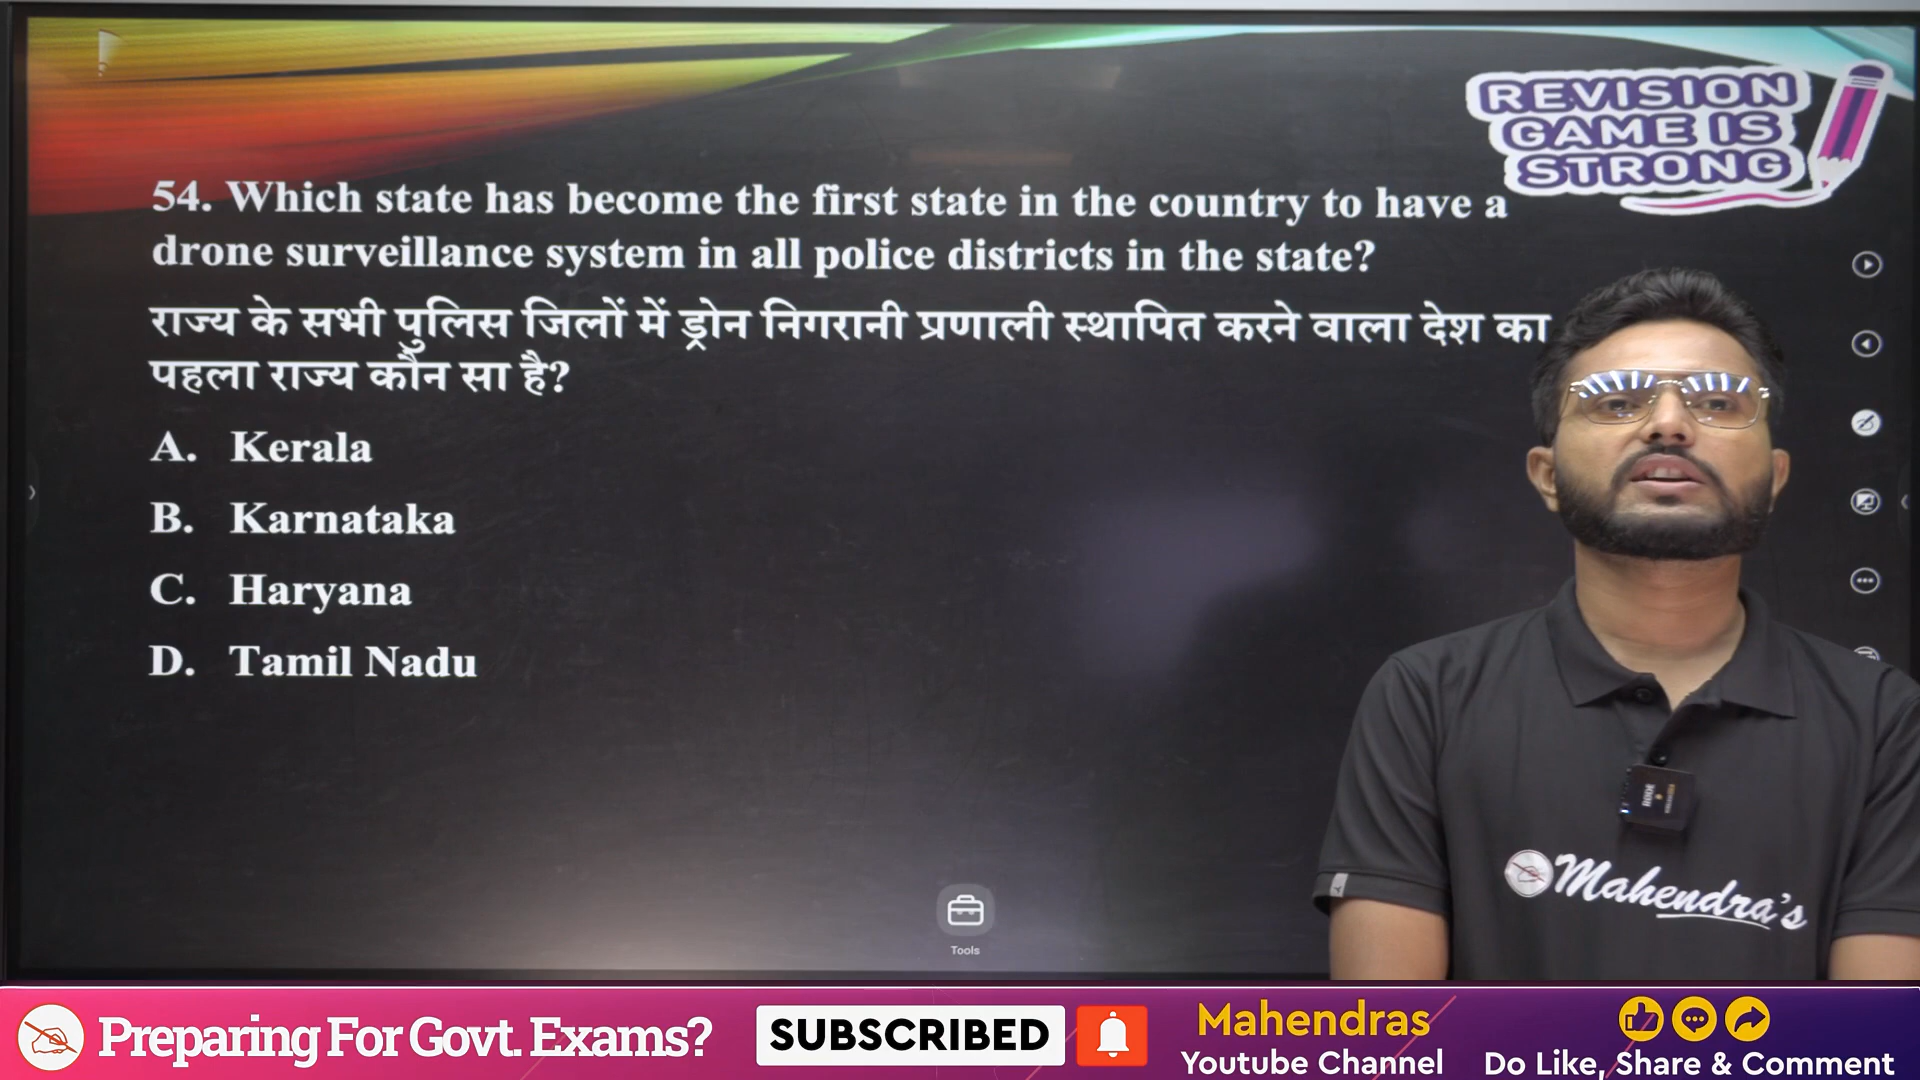 REVISION
GAME IS
STRONG
54. Which state has become the first state in the country to have a
drone surveillance system in all police districts in the state?
राज्य के सभी पुलिस जिलों में ड्रोन निगरानी प्रणाली स्थापित करने वाला देश का
पहला राज्य कौन सा है?
A. Kerala
B. Karnataka
C. Haryana
D. Tamil Nadu
Tools
RODE
Mahendra's
Preparing For Govt. Exams?
SUBSCRIBED
Mahendras
Youtube Channel
Do Like, Share & Comment